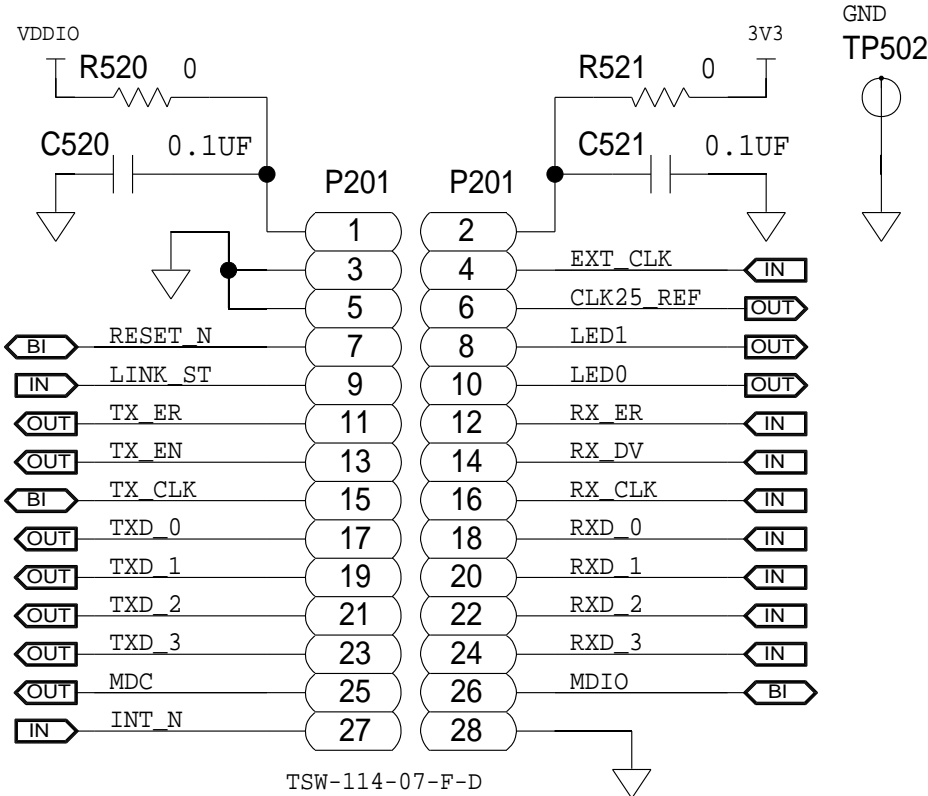 GND
VDDIO 3V3
TP502
R520 0 R521 0
C520 0.1UF C521 0.1UF
P201 P201
1 2
3 4 EXT_CLK IN
5 6 CLK25_REF OUT
BI RESET_N 7 8 LED1 OUT
IN LINK_ST 9 10 LED0 OUT
OUT TX_ER 11 12 RX_ER IN
OUT TX_EN 13 14 RX_DV IN
BI TX_CLK 15 16 RX_CLK IN
OUT TXD_0 17 18 RXD_0 IN
OUT TXD_1 19 20 RXD_1 IN
OUT TXD_2 21 22 RXD_2 IN
OUT TXD_3 23 24 RXD_3 IN
OUT MDC 25 26 MDIO BI
IN INT_N 27 28
TSW-114-07-F-D